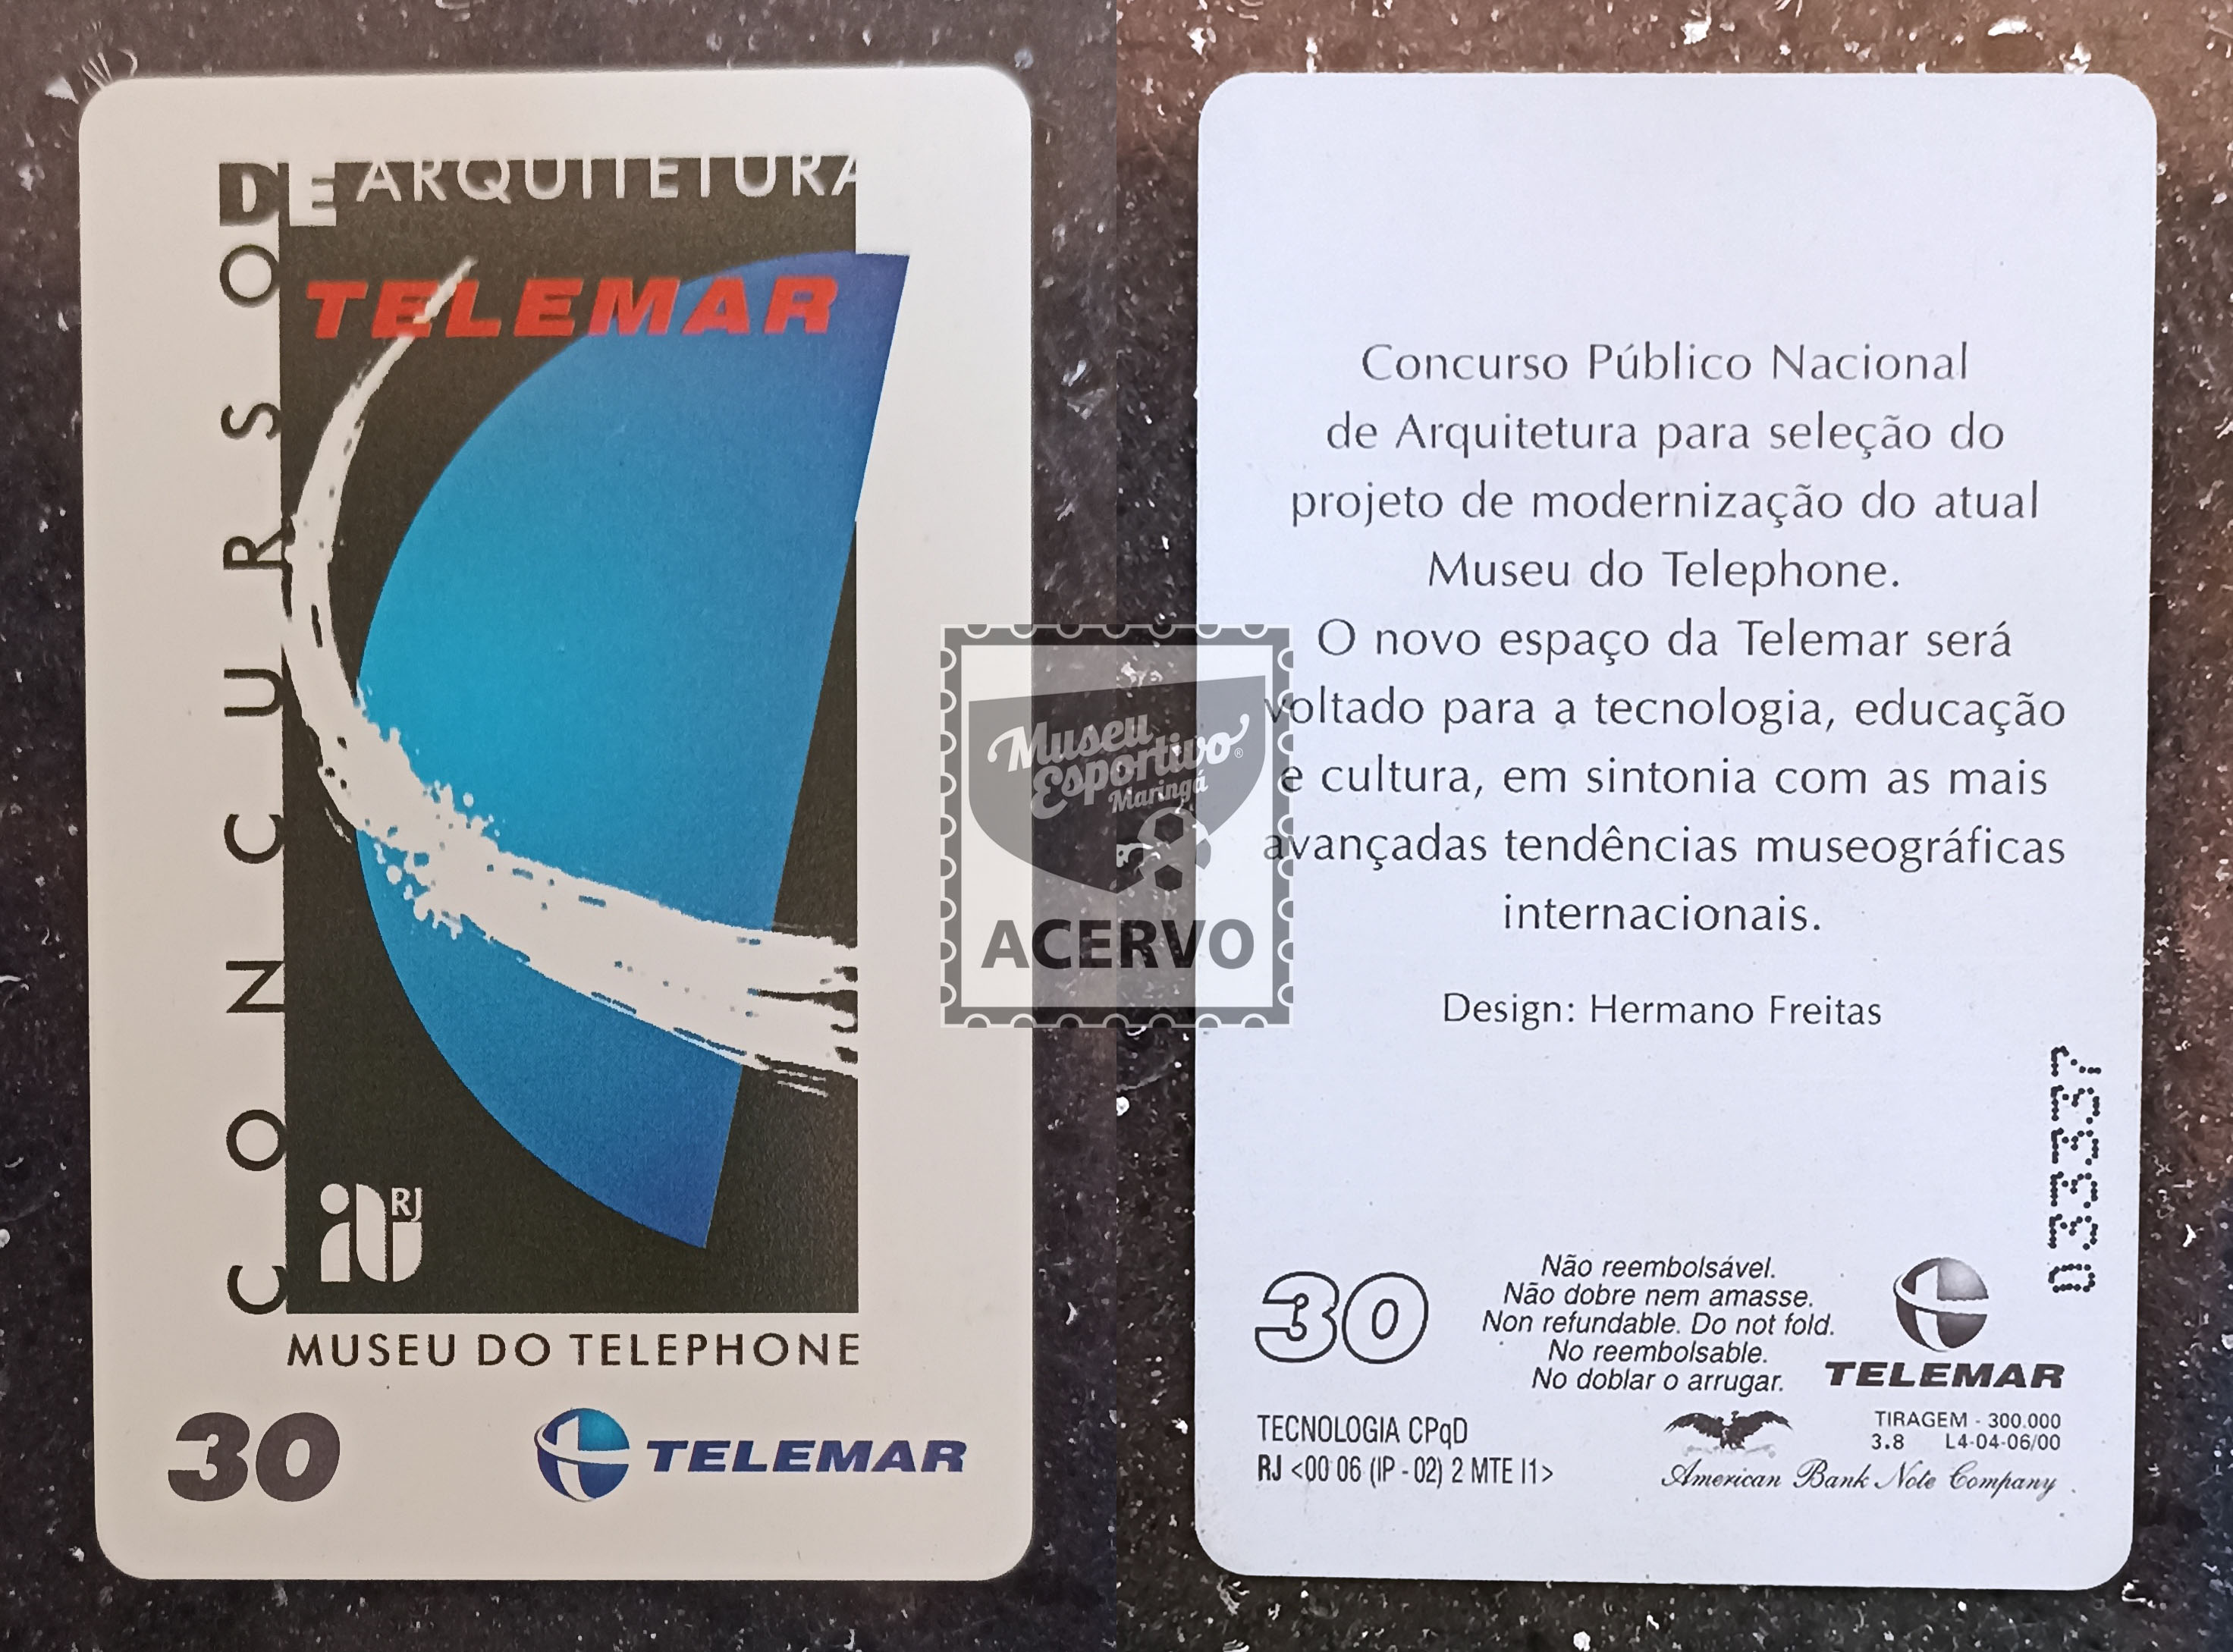 DE ARQUITETURA
CONCURSO
TELEMAR
iab RJ
MUSEU DO TELEPHONE
30
TELEMAR
Museu
Esportivo
Maringá
ACERVO
Concurso Público Nacional
de Arquitetura para seleção do
projeto de modernização do atual
Museu do Telephone.
O novo espaço da Telemar será
voltado para a tecnologia, educação
e cultura, em sintonia com as mais
avançadas tendências museográficas
internacionais.
Design: Hermano Freitas
033337
30
Não reembolsável.
Não dobre nem amasse.
Non refundable. Do not fold.
No reembolsable.
No doblar o arrugar.
TELEMAR
TECNOLOGIA CPqD
RJ <00 06 (IP - 02) 2 MTE I1>
TIRAGEM - 300.000
3.8 L4-04-06/00
American Bank Note Company